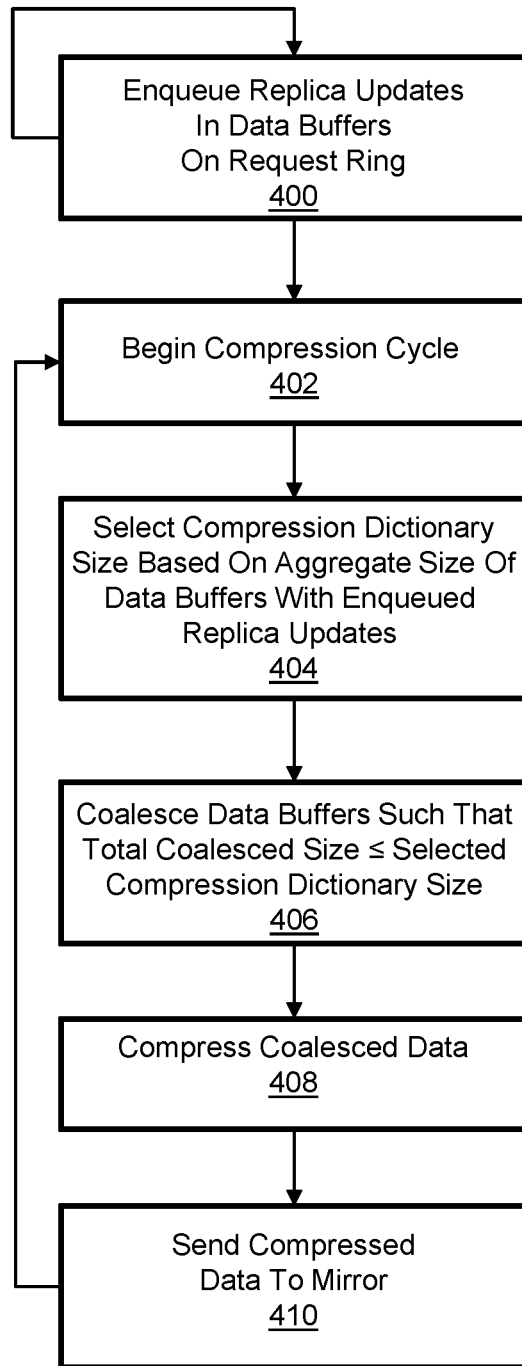 Enqueue Replica Updates
In Data Buffers
On Request Ring
400
Begin Compression Cycle
402
Select Compression Dictionary
Size Based On Aggregate Size Of
Data Buffers With Enqueued
Replica Updates
404
Coalesce Data Buffers Such That
Total Coalesced Size ≤ Selected
Compression Dictionary Size
406
Compress Coalesced Data
408
Send Compressed
Data To Mirror
410